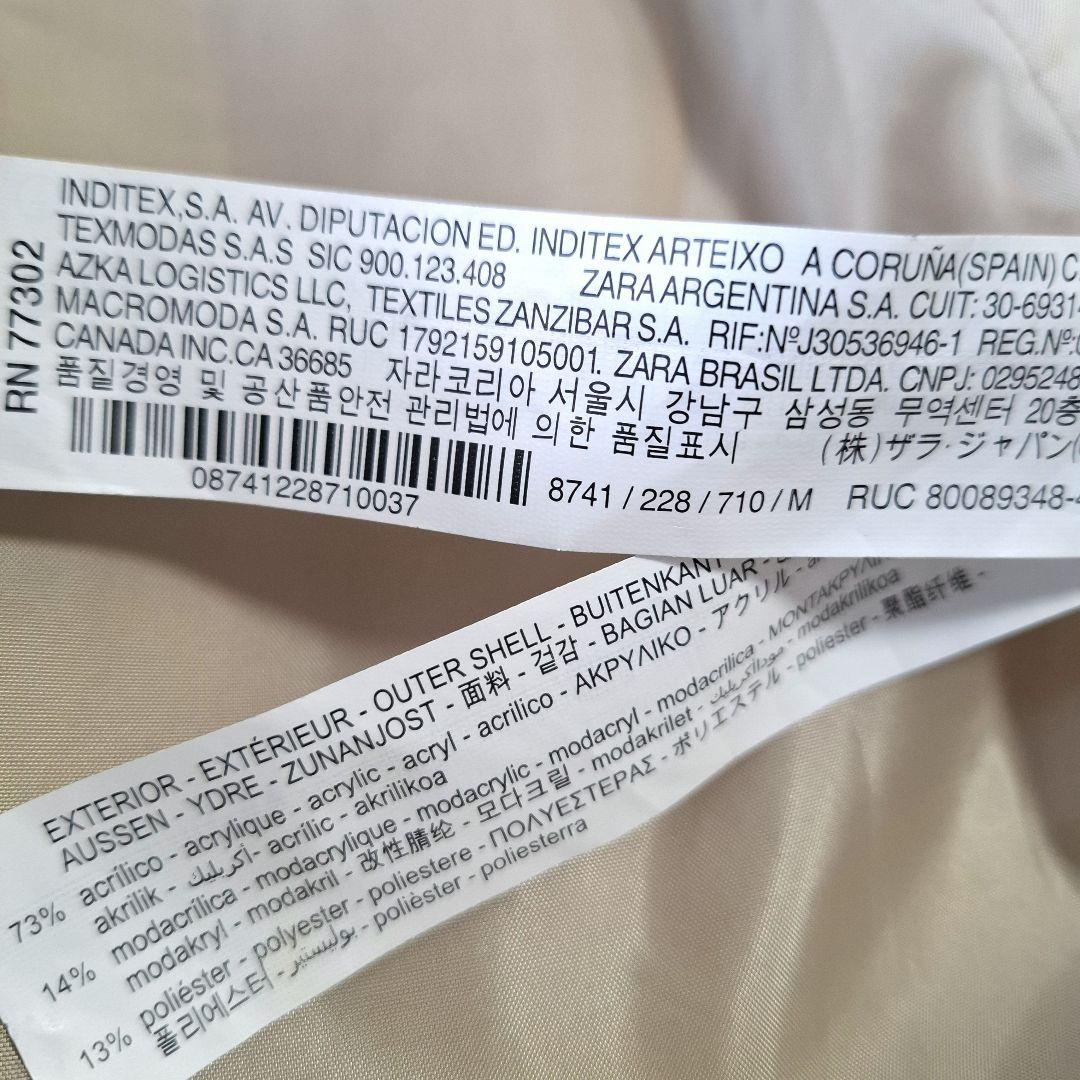 RN 77302
INDITEX,S.A. AV. DIPUTACION ED. INDITEX ARTEIXO A CORUÑA(SPAIN)
TEXMODAS S.A.S SIC 900.123.408 ZARA ARGENTINA S.A. CUIT: 30-6931
AZKA LOGISTICS LLC, TEXTILES ZANZIBAR S.A. RIF:NºJ30536946-1 REG.Nº:
MACROMODA S.A. RUC 1792159105001. ZARA BRASIL LTDA. CNPJ: 0295248
CANADA INC.CA 36685 자라코리아 서울시 강남구 삼성동 무역센터 20층
품질경영 및 공산품안전 관리법에 의한 품질표시 (株)ザラ·ジャパン
08741228710037 8741 / 228 / 710 / M RUC 80089348-4
EXTERIOR - EXTÉRIEUR - OUTER SHELL - BUITENKANT
AUSSEN - YDRE - ZUNANJOST - 面料 - 겉감 - BAGIAN LUAR -
73% acrílico - acrylique - acrylic - acryl - acrilico - ΑΚΡΥΛΙΚΟ - アクリル -
akrilik - أكريليك - acrílic - akrilikoa
14% modacrílica - modacrylique - modacrylic - modacryl - modacrilica - ΜΟΝΤΑΚΡΥΛΙΚ
modakryl - modakril - 改性腈纶 - 모다크릴 - modakrilet - موداكريليك - modakrilikoa
13% poliéster - polyester - poliestere - ΠΟΛΥΕΣΤΕΡΑΣ - ポリエステル - poliester - 聚酯纤维 -
폴리에스터 - بوليستير - polièster - poliesterra